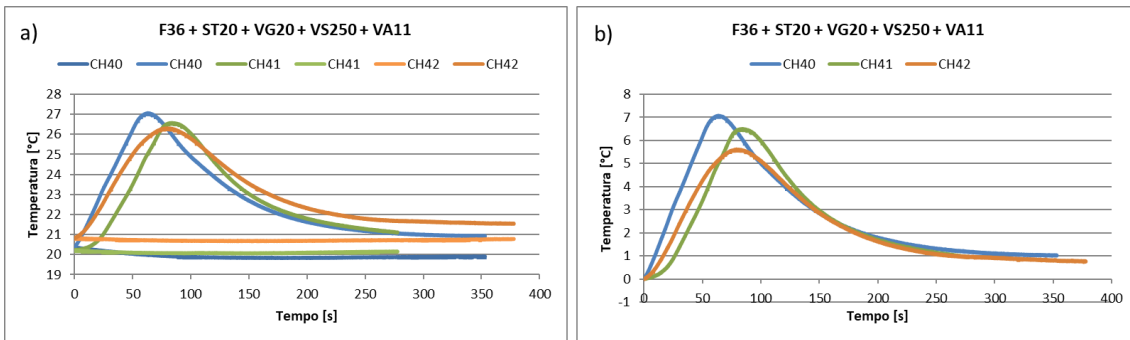 a)
F36 + ST20 + VG20 + VS250 + VA11
CH40 CH40 CH41 CH41 CH42 CH42
28
27
26
25
24
23
22
21
20
19
Temperatura [°C]
0 50 100 150 200 250 300 350 400
Tempo [s]
b)
F36 + ST20 + VG20 + VS250 + VA11
CH40 CH41 CH42
8
7
6
5
4
3
2
1
0
-1
Temperatura [°C]
0 50 100 150 200 250 300 350 400
Tempo [s]